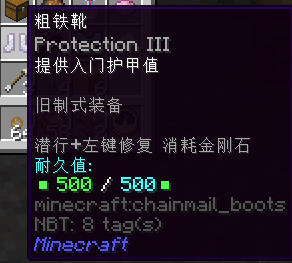 粗铁靴
Protection III
提供入门护甲值
旧制式装备
潜行+左键修复 消耗金刚石
耐久值:
■ 500 / 500 ■
minecraft:chainmail_boots
NBT: 8 tag(s)
Minecraft